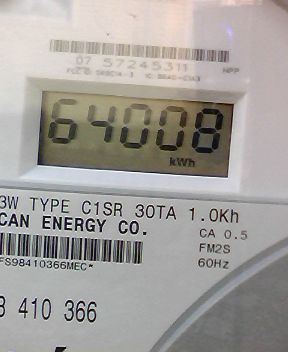 07 57245311
64008
kWh
3W TYPE C1SR 30TA 1.0Kh
CAN ENERGY CO.
CA 0.5
FM2S
FS98410366MEC*
60Hz
410 366